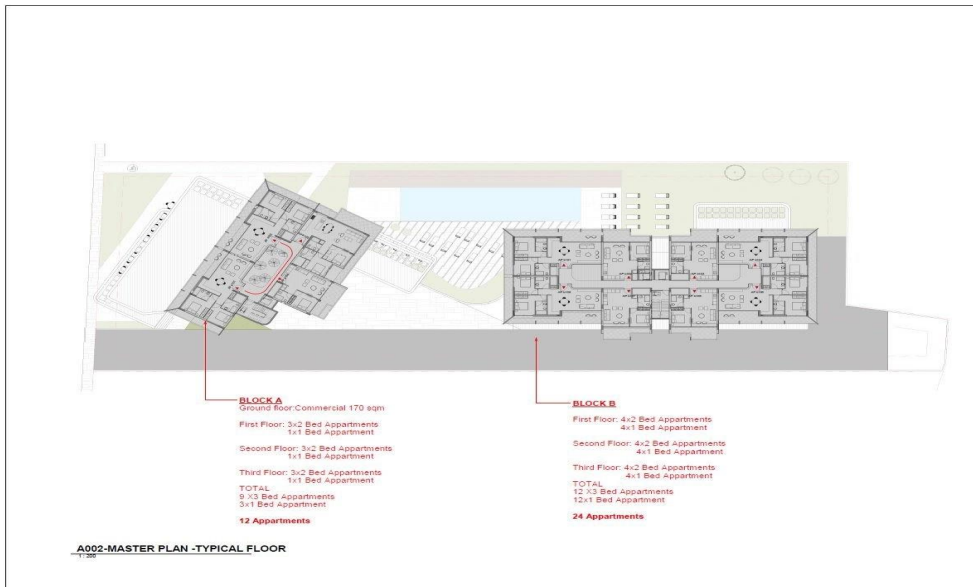 BLOCK A
Ground floor:Commercial 170 sqm
First Floor: 3x2 Bed Appartments
1x1 Bed Appartment
Second Floor: 3x2 Bed Appartments
1x1 Bed Appartment
Third Floor: 3x2 Bed Appartments
1x1 Bed Appartment
TOTAL
9 X3 Bed Appartments
3x1 Bed Appartment
12 Appartments
BLOCK B
First Floor: 4x2 Bed Appartments
4x1 Bed Appartment
Second Floor: 4x2 Bed Appartments
4x1 Bed Appartment
Third Floor: 4x2 Bed Appartments
4x1 Bed Appartment
TOTAL
12 X3 Bed Appartments
12x1 Bed Appartment
24 Appartments
A002-MASTER PLAN -TYPICAL FLOOR